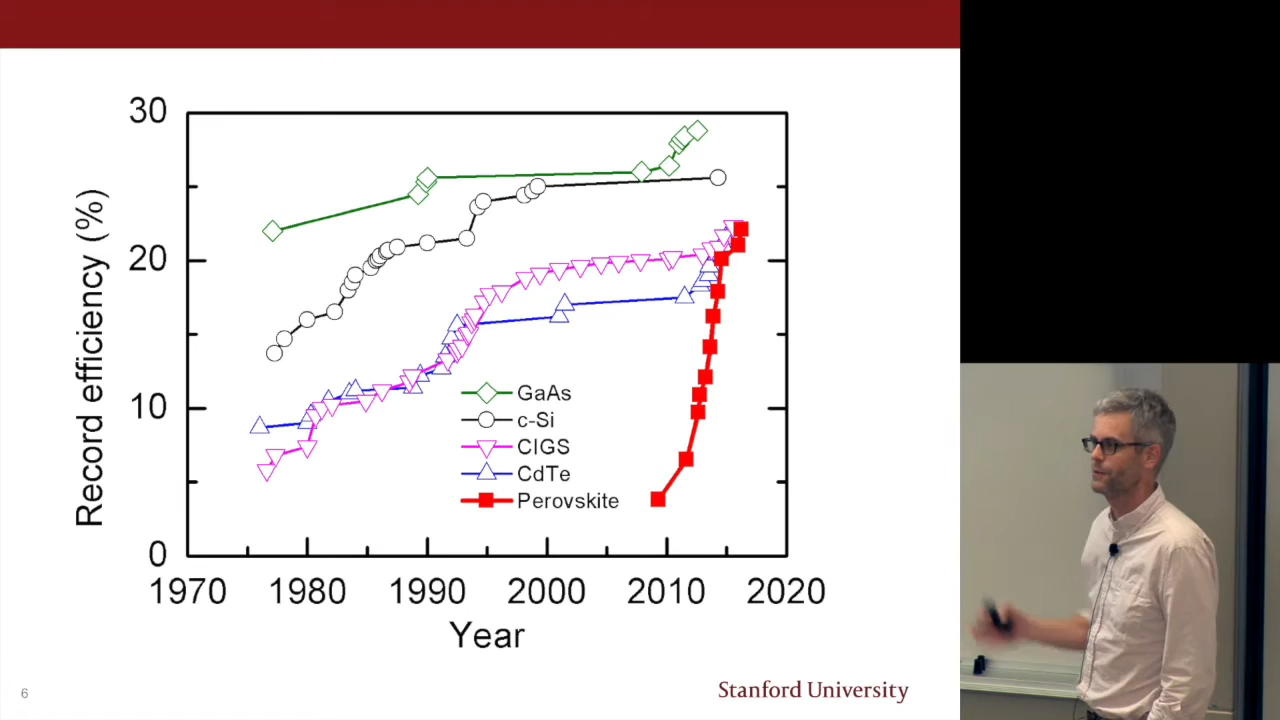 30
20
10
0
Record efficiency (%)
GaAs
c-Si
CIGS
CdTe
Perovskite
1970 1980 1990 2000 2010 2020
Year
6
Stanford University